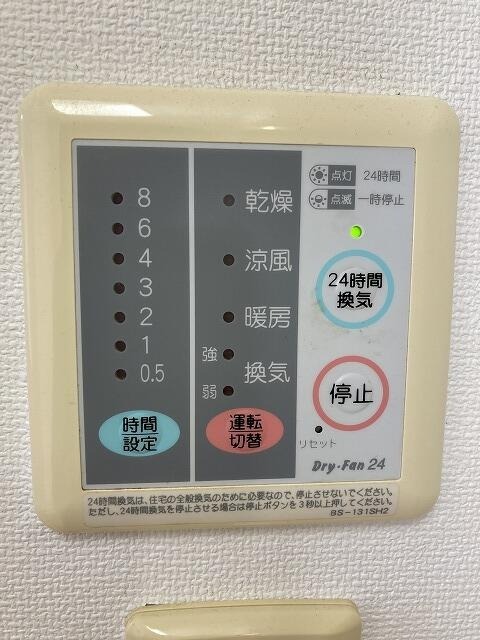 8
6
4
3
2
1
0.5
時間
設定
乾燥
涼風
暖房
強
換気
弱
運転
切替
点灯 24時間
点滅 一時停止
24時間
換気
停止
リセット
Dry・Fan 24
24時間換気は、住宅の全般換気のために必要なので、停止させないでください。
ただし、24時間換気を停止させる場合は停止ボタンを3秒以上押してください。
BS-131SH2